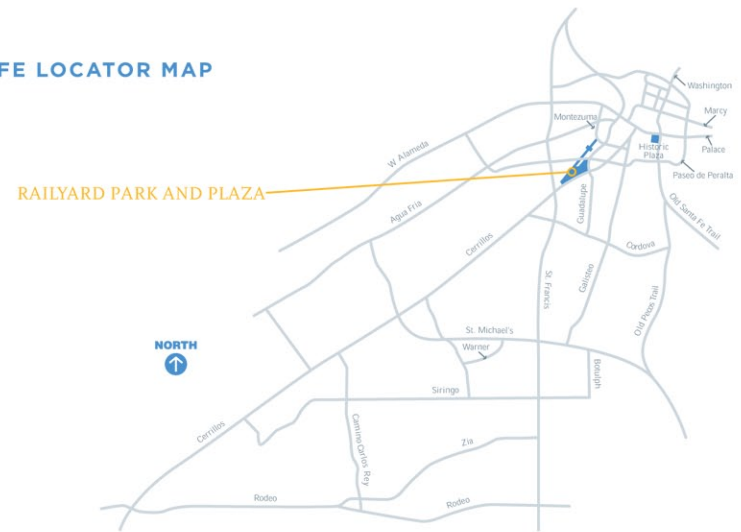 FE LOCATOR MAP
Washington
Marcy
Montezuma
Palace
Historic
Plaza
W Alameda
Paseo de Peralta
RAILYARD PARK AND PLAZA
Agua Fria
Guadalupe
Old Santa Fe Trail
Cerrillos
Cordova
St. Francis
Galisteo
Old Pecos Trail
St. Michael's
NORTH
Warner
Botulph
Siringo
Cerrillos
Camino Carlos Rey
Zia
Rodeo
Rodeo